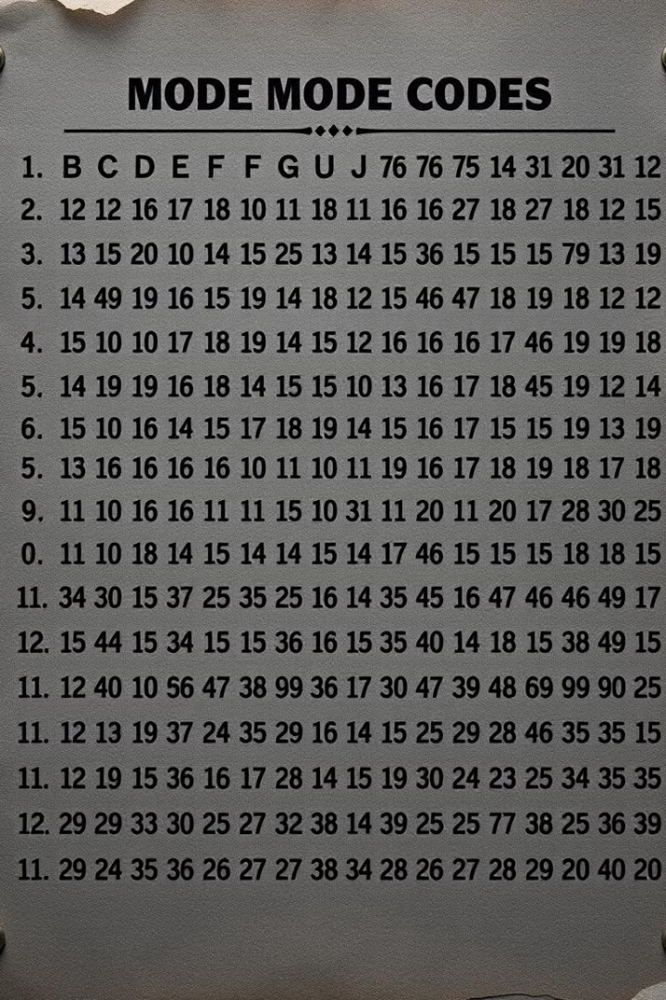 MODE MODE CODES
1. B C D E F F G U J 76 76 75 14 31 20 31 12
2. 12 12 16 17 18 10 11 18 11 16 16 27 18 27 18 12 15
3. 13 15 20 10 14 15 25 13 14 15 36 15 15 15 79 13 19
5. 14 49 19 16 15 19 14 18 12 15 46 47 18 19 18 12 12
4. 15 10 10 17 18 19 14 15 12 16 16 16 17 46 19 19 18
5. 14 19 19 16 18 14 15 15 10 13 16 17 18 45 19 12 14
6. 15 10 16 14 15 17 18 19 14 15 16 17 15 15 19 13 19
5. 13 16 16 16 16 10 11 10 11 19 16 17 18 19 18 17 18
9. 11 10 16 16 11 11 15 10 31 11 20 11 20 17 28 30 25
0. 11 10 18 14 15 14 14 15 14 17 46 15 15 15 18 18 15
11. 34 30 15 37 25 35 25 16 14 35 45 16 47 46 46 49 17
12. 15 44 15 34 15 15 36 16 15 35 40 14 18 15 38 49 15
11. 12 40 10 56 47 38 99 36 17 30 47 39 48 69 99 90 25
11. 12 13 19 37 24 35 29 16 14 15 25 29 28 46 35 35 15
11. 12 19 15 36 16 17 28 14 15 19 30 24 23 25 34 35 35
12. 29 29 33 30 25 27 32 38 14 39 25 25 77 38 25 36 39
11. 29 24 35 36 26 27 27 38 34 28 26 27 28 29 20 40 20